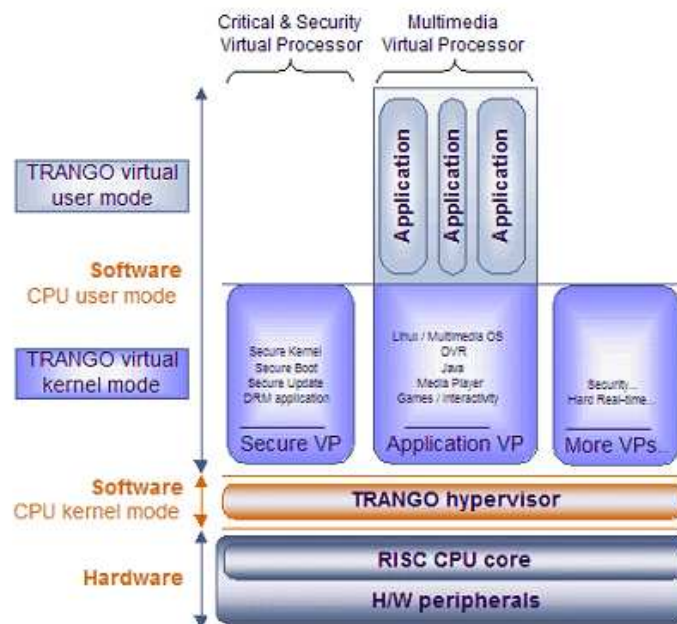 Critical & Security
Virtual Processor
Multimedia
Virtual Processor
TRANGO virtual
user mode
Application
Application
Application
Software
CPU user mode
TRANGO virtual
kernel mode
Secure Kernel
Secure Boot
Secure Update
DRM application
Secure VP
Linux / Multimedia OS
DVR
Java
Media Player
Games / Interactivity
Application VP
Security...
Hard Real-time...
More VPs...
Software
CPU kernel mode
TRANGO hypervisor
Hardware
RISC CPU core
H/W peripherals